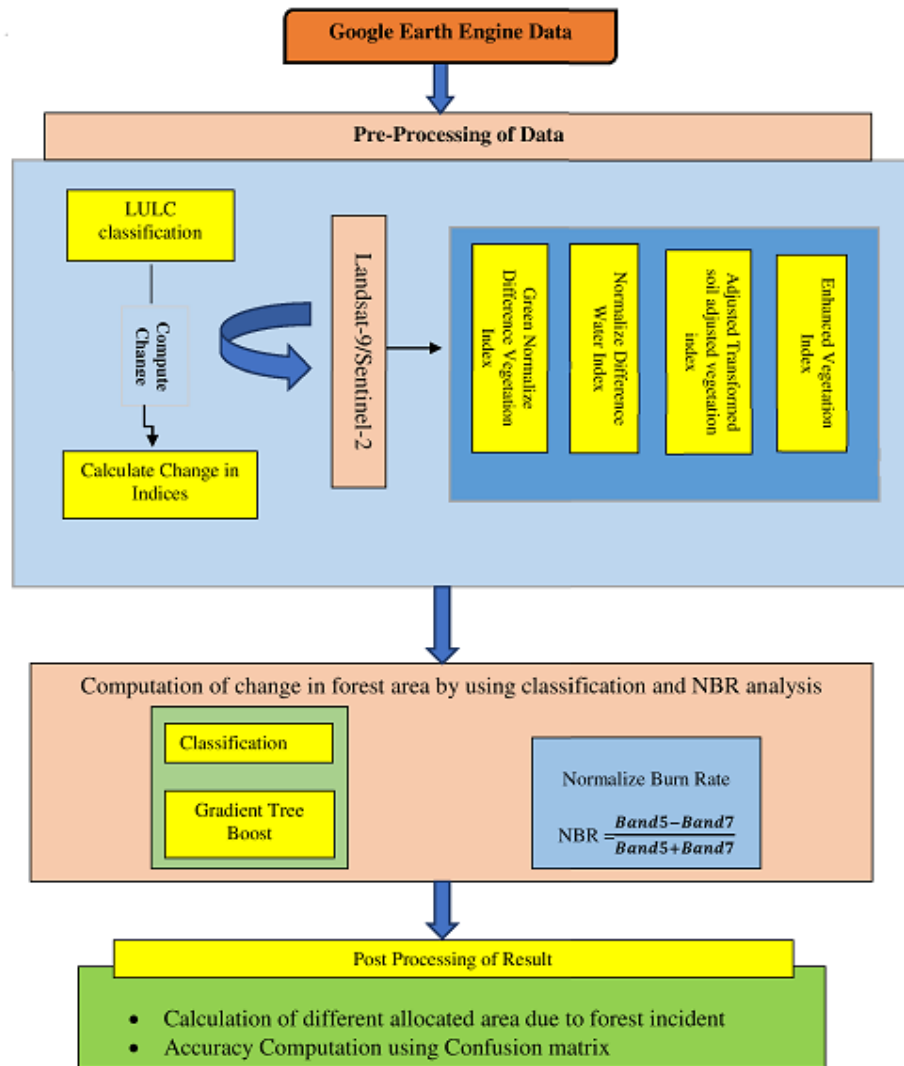 Google Earth Engine Data
Pre-Processing of Data
LULC
classification
Compute
Change
Calculate Change in
Indices
Landsat-9/Sentinel-2
Green Normalize
Difference Vegetation
Index
Normalize Difference
Water Index
Adjusted Transformed
soil adjusted vegetation
index
Enhanced Vegetation
Index
Computation of change in forest area by using classification and NBR analysis
Classification
Gradient Tree
Boost
Normalize Burn Rate
NBR = Band5−Band7
Band5+Band7
Post Processing of Result
• Calculation of different allocated area due to forest incident
• Accuracy Computation using Confusion matrix